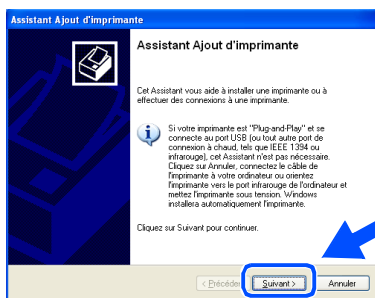 Assistant Ajout d'imprimante
Assistant Ajout d'imprimante
Cet Assistant vous aide à installer une imprimante ou à
effectuer des connexions à une imprimante.
Si votre imprimante est "Plug-and-Play" et se
connecte au port USB (ou tout autre port de
connexion à chaud, tels que IEEE 1394 ou
infrarouge), cet Assistant n'est pas nécessaire.
Cliquez sur Annuler, connectez le câble de
l'imprimante à votre ordinateur ou orientez
l'imprimante vers le port infrarouge de l'ordinateur et
mettez l'imprimante sous tension. Windows
installera automatiquement l'imprimante.
Cliquez sur Suivant pour continuer.
< Précéden Suivant > Annuler